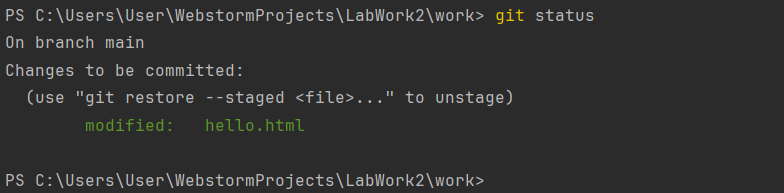 PS C:\Users\User\WebstormProjects\LabWork2\work> git status
On branch main
Changes to be committed:
  (use "git restore --staged <file>..." to unstage)
        modified:   hello.html

PS C:\Users\User\WebstormProjects\LabWork2\work>